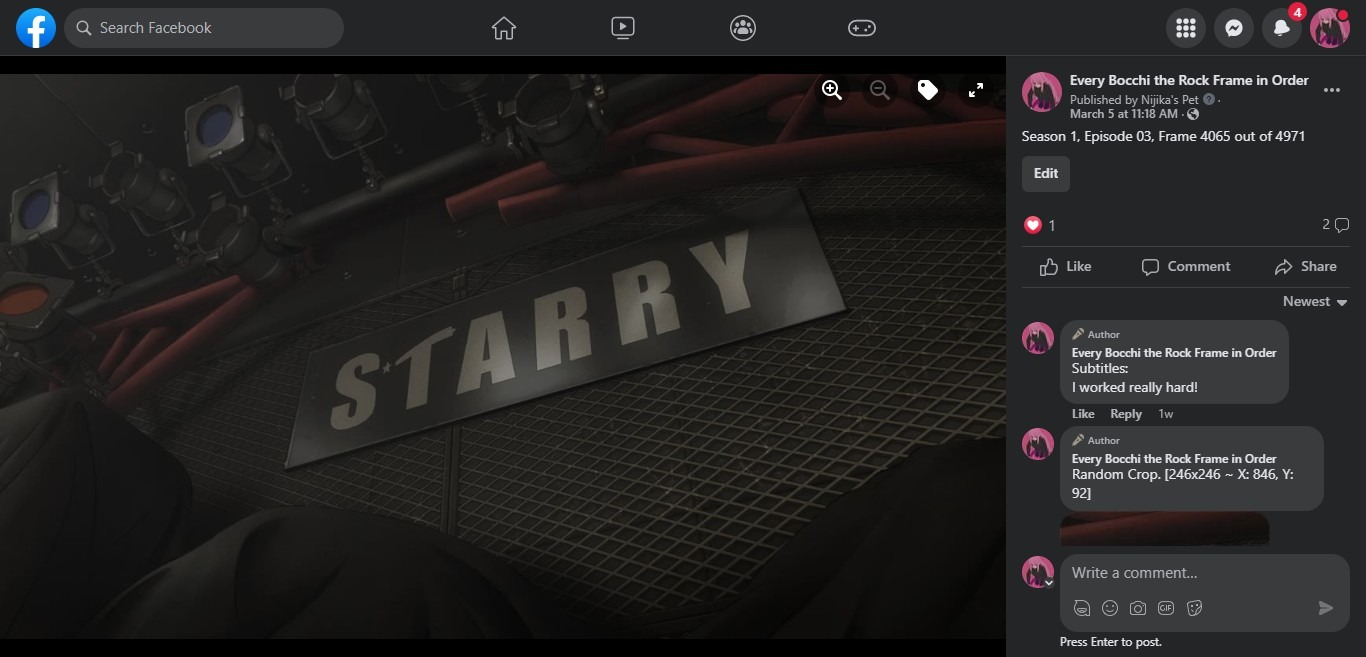 Search Facebook
4
STARRY
Every Bocchi the Rock Frame in Order
Published by Nijika's Pet ? ·
March 5 at 11:18 AM ·
Season 1, Episode 03, Frame 4065 out of 4971
Edit
1
2
Like
Comment
Share
Newest
Author
Every Bocchi the Rock Frame in Order
Subtitles:
I worked really hard!
Like Reply 1w
Author
Every Bocchi the Rock Frame in Order
Random Crop. [246x246 ~ X: 846, Y:
92]
Write a comment...
GIF
Press Enter to post.